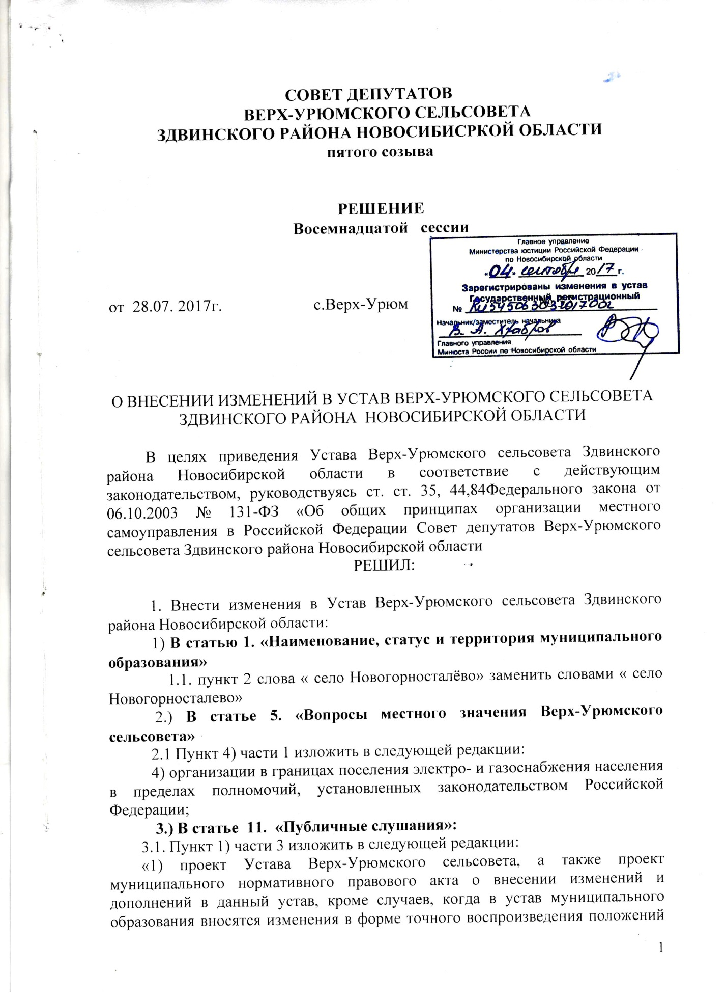 СОВЕТ ДЕПУТАТОВ
ВЕРХ-УРЮМСКОГО СЕЛЬСОВЕТА
ЗДВИНСКОГО РАЙОНА НОВОСИБИСРКОЙ ОБЛАСТИ
пятого созыва
РЕШЕНИЕ
Восемнадцатой сессии
Главное управление
Министерства юстиции Российской Федерации
по Новосибирской области
«04» сентября 2017г.
Зарегистрированы изменения в устав
Государственный регистрационный
№ RU545063032017002
Начальник/заместитель начальника
В. А. Храбров
Главного управления
Минюста России по Новосибирской области
от 28.07. 2017г. с.Верх-Урюм
О ВНЕСЕНИИ ИЗМЕНЕНИЙ В УСТАВ ВЕРХ-УРЮМСКОГО СЕЛЬСОВЕТА
ЗДВИНСКОГО РАЙОНА НОВОСИБИРСКОЙ ОБЛАСТИ
В целях приведения Устава Верх-Урюмского сельсовета Здвинского
района Новосибирской области в соответствие с действующим
законодательством, руководствуясь ст. ст. 35, 44,84Федерального закона от
06.10.2003 № 131-ФЗ «Об общих принципах организации местного
самоуправления в Российской Федерации Совет депутатов Верх-Урюмского
сельсовета Здвинского района Новосибирской области
РЕШИЛ:
1. Внести изменения в Устав Верх-Урюмского сельсовета Здвинского
района Новосибирской области:
1) В статью 1. «Наименование, статус и территория муниципального
образования»
1.1. пункт 2 слова « село Новогорносталёво» заменить словами « село
Новогорносталево»
2.) В статье 5. «Вопросы местного значения Верх-Урюмского
сельсовета»
2.1 Пункт 4) части 1 изложить в следующей редакции:
4) организации в границах поселения электро- и газоснабжения населения
в пределах полномочий, установленных законодательством Российской
Федерации;
3.) В статье 11. «Публичные слушания»:
3.1. Пункт 1) части 3 изложить в следующей редакции:
«1) проект Устава Верх-Урюмского сельсовета, а также проект
муниципального нормативного правового акта о внесении изменений и
дополнений в данный устав, кроме случаев, когда в устав муниципального
образования вносятся изменения в форме точного воспроизведения положений
1